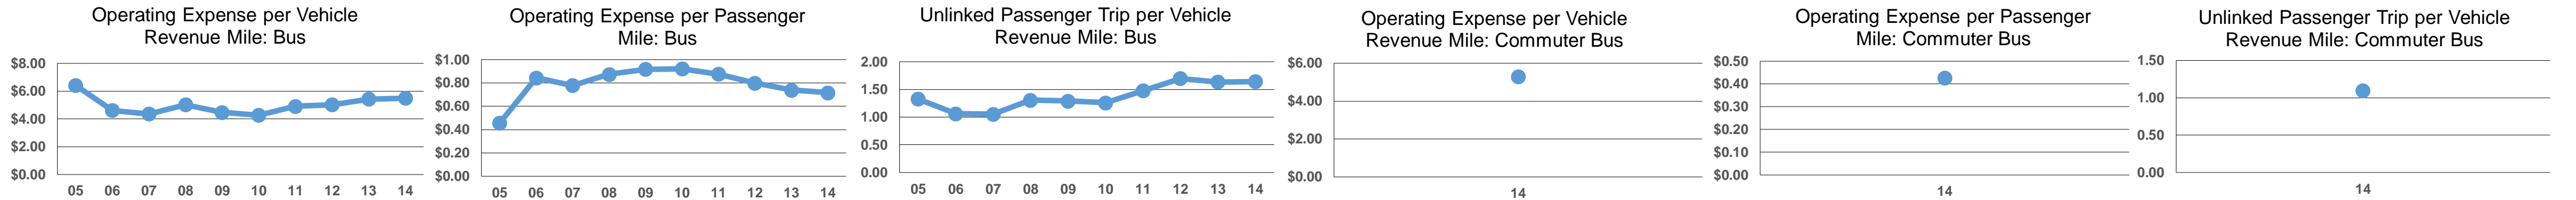 Operating Expense per Vehicle
Revenue Mile: Bus
$8.00
$6.00
$4.00
$2.00
$0.00
05 06 07 08 09 10 11 12 13 14
Operating Expense per Passenger
Mile: Bus
$1.00
$0.80
$0.60
$0.40
$0.20
$0.00
05 06 07 08 09 10 11 12 13 14
Unlinked Passenger Trip per Vehicle
Revenue Mile: Bus
2.00
1.50
1.00
0.50
0.00
05 06 07 08 09 10 11 12 13 14
Operating Expense per Vehicle
Revenue Mile: Commuter Bus
$6.00
$4.00
$2.00
$0.00
14
Operating Expense per Passenger
Mile: Commuter Bus
$0.50
$0.40
$0.30
$0.20
$0.10
$0.00
14
Unlinked Passenger Trip per Vehicle
Revenue Mile: Commuter Bus
1.50
1.00
0.50
0.00
14